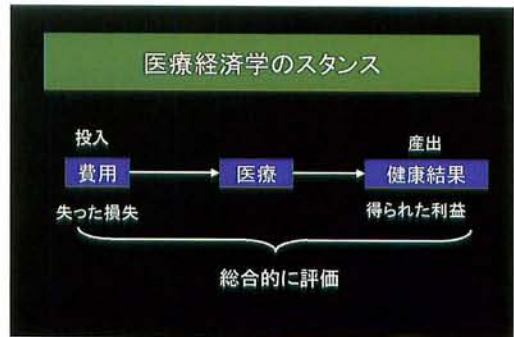 医療経済学のスタンス
投入
産出
費用
医療
健康結果
失った損失
得られた利益
総合的に評価